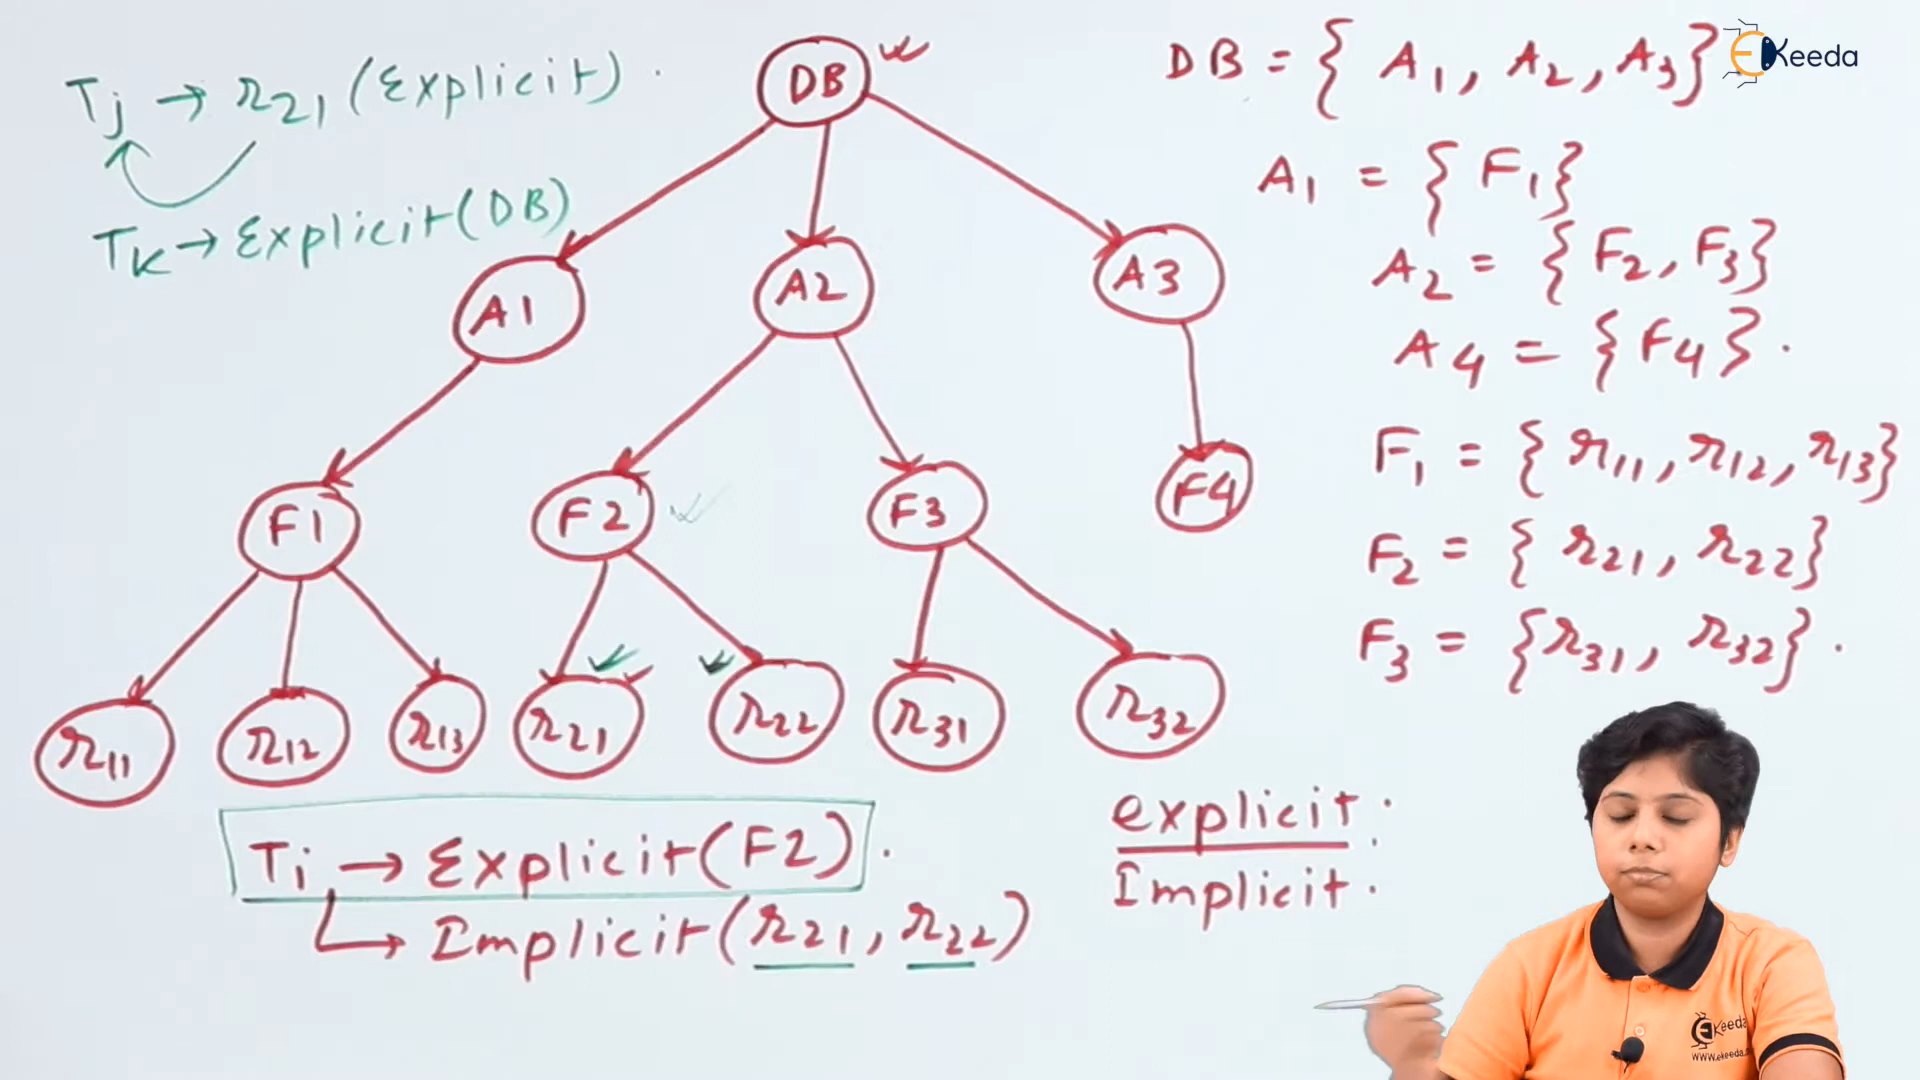 Tj → r21 (Explicit) .
Tk → Explicit(DB)
DB
A1
A2
A3
F1
F2
F3
F4
r11
r12
r13
r21
r22
r31
r32
Ti → Explicit(F2) .
Implicit(r21, r22)
DB = { A1, A2, A3}
A1 = { F1}
A2 = { F2, F3}
A4 = {F4} .
F1 = { r11, r12, r13}
F2 = { r21, r22}
F3 = {r31, r32} .
explicit :
Implicit .
EKeeda
EKeeda